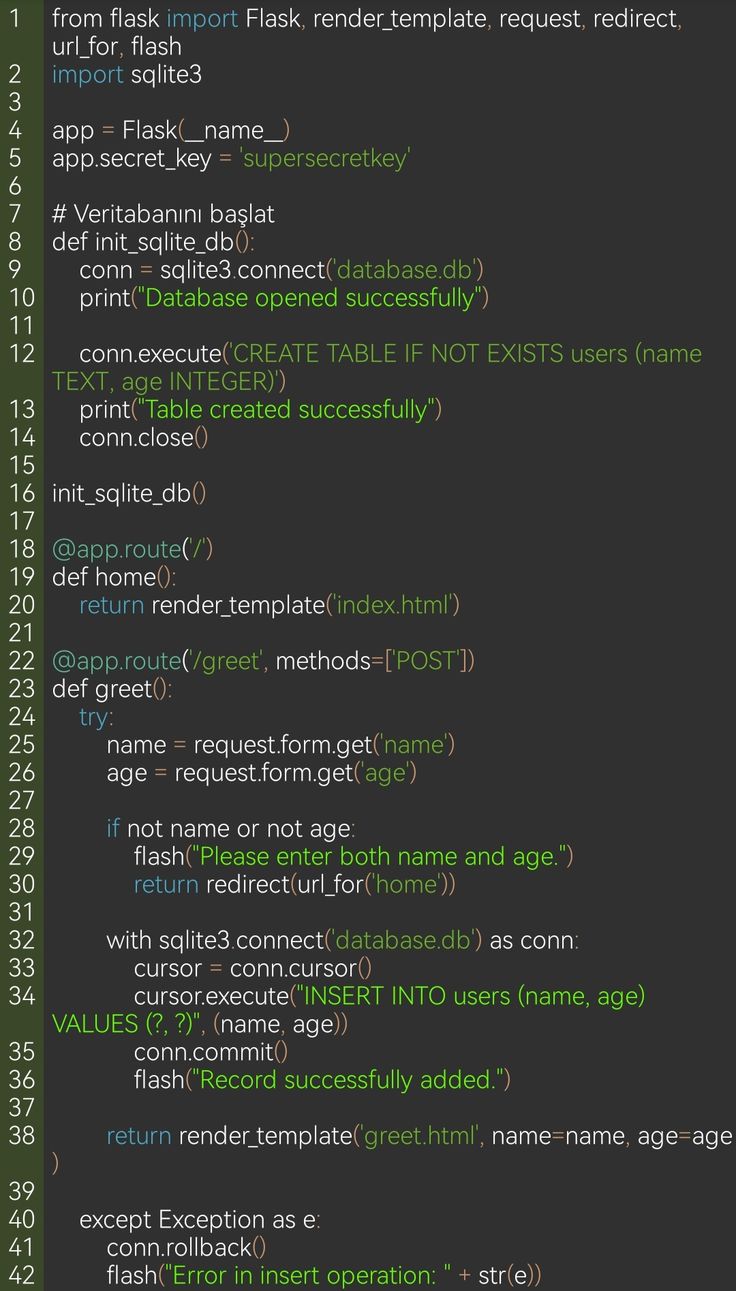 1 from flask import Flask, render_template, request, redirect,
url_for, flash
2 import sqlite3
3
4 app = Flask(__name__)
5 app.secret_key = 'supersecretkey'
6
7 # Veritabanını başlat
8 def init_sqlite_db():
9     conn = sqlite3.connect('database.db')
10     print("Database opened successfully")
11
12     conn.execute('CREATE TABLE IF NOT EXISTS users (name
TEXT, age INTEGER)')
13     print("Table created successfully")
14     conn.close()
15
16 init_sqlite_db()
17
18 @app.route('/')
19 def home():
20     return render_template('index.html')
21
22 @app.route('/greet', methods=['POST'])
23 def greet():
24     try:
25         name = request.form.get('name')
26         age = request.form.get('age')
27
28         if not name or not age:
29             flash("Please enter both name and age.")
30             return redirect(url_for('home'))
31
32         with sqlite3.connect('database.db') as conn:
33             cursor = conn.cursor()
34             cursor.execute("INSERT INTO users (name, age)
VALUES (?, ?)", (name, age))
35             conn.commit()
36             flash("Record successfully added.")
37
38         return render_template('greet.html', name=name, age=age
)
39
40     except Exception as e:
41         conn.rollback()
42         flash("Error in insert operation: " + str(e))